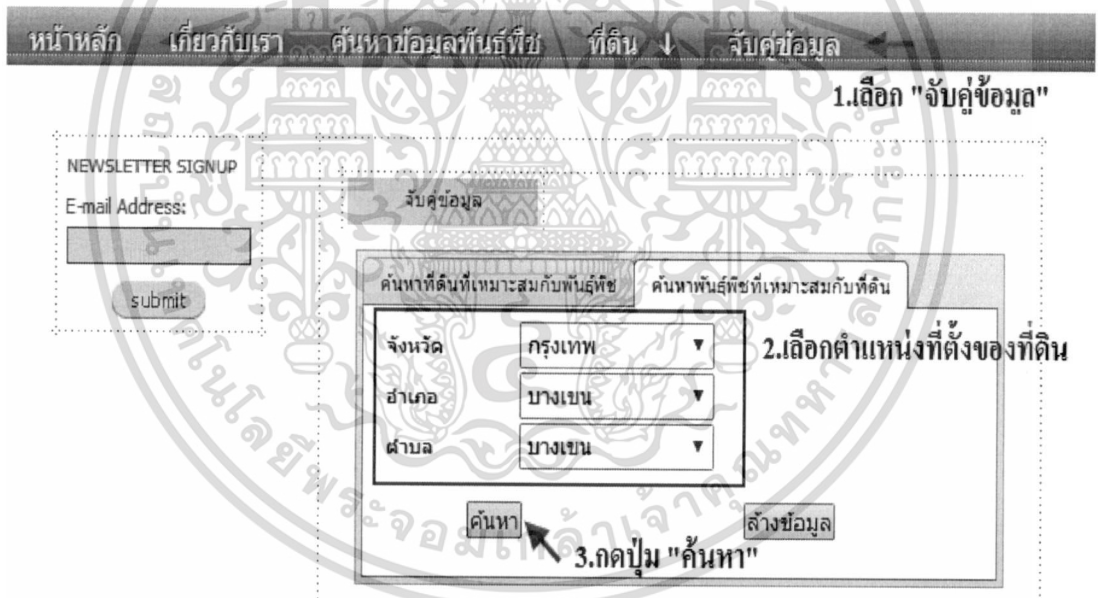 หน้าหลัก เกี่ยวกับเรา ค้นหาข้อมูลพันธุ์พืช ที่ดิน ↓ จับคู่ข้อมูล
1.เลือก "จับคู่ข้อมูล"
NEWSLETTER SIGNUP
E-mail Address:
submit
จับคู่ข้อมูล
ค้นหาที่ดินที่เหมาะสมกับพันธุ์พืช ค้นหาพันธุ์พืชที่เหมาะสมกับที่ดิน
จังหวัด กรุงเทพ ▼ 2.เลือกตำแหน่งที่ตั้งของที่ดิน
อำเภอ บางเขน ▼
ตำบล บางเขน ▼
ค้นหา ล้างข้อมูล
3.กดปุ่ม "ค้นหา"